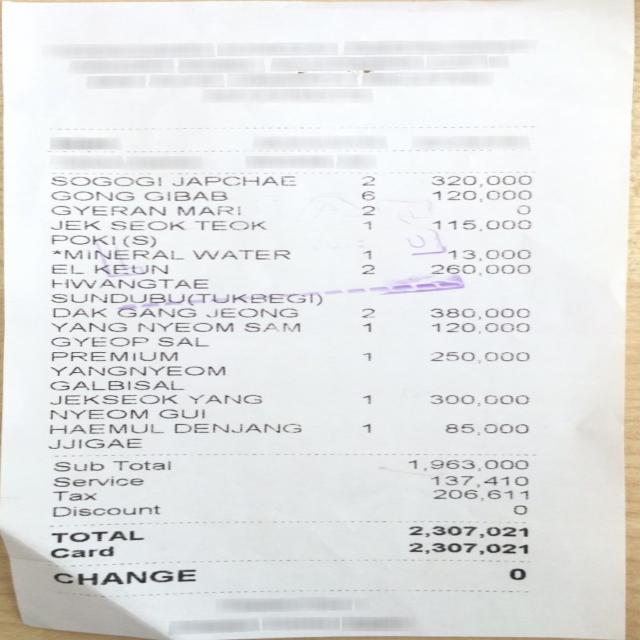 SOGOGI JAPCHAE 2 320,000
GONG GIBAB 6 120,000
GYERAN MARI 2 0
JEK SEOK TEOK 1 115,000
POKI(S)
*MINERAL WATER 1 13,000
EL KEUN 2 260,000
HWANGTAE
SUNDUBU(TUKBEGI)
DAK GANG JEONG 2 380,000
YANG NYEOM SAM 1 120,000
GYEOP SAL
PREMIUM 1 250,000
YANGNYEOM
GALBISAL
JEKSEOK YANG 1 300,000
NYEOM GUI
HAEMUL DENJANG 1 85,000
JJIGAE
Sub Total 1,963,000
Service 137,410
Tax 206,611
Discount 0
TOTAL 2,307,021
Card 2,307,021
CHANGE 0